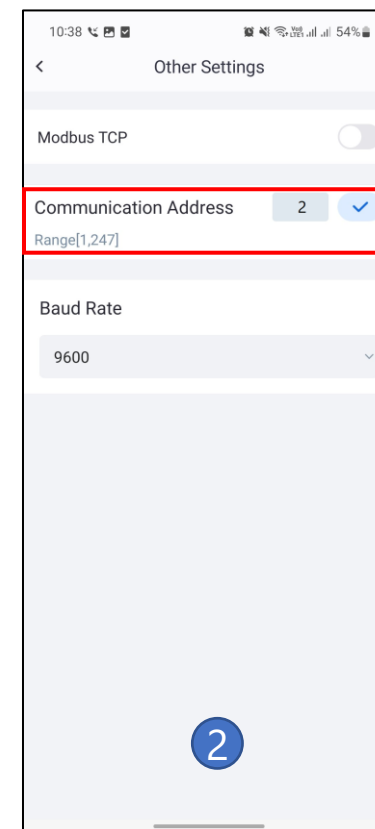 10:38 54%
Other Settings
Modbus TCP
Communication Address 2
Range[1,247]
Baud Rate
9600
2